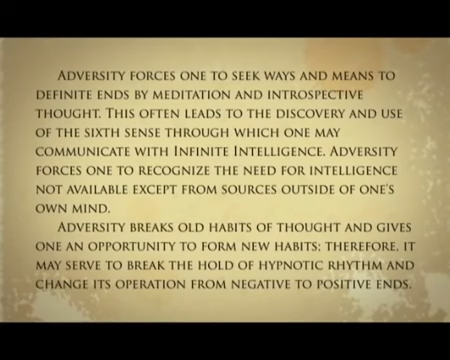 Adversity forces one to seek ways and means to
definite ends by meditation and introspective
thought. This often leads to the discovery and use
of the sixth sense through which one may
communicate with Infinite Intelligence. Adversity
forces one to recognize the need for intelligence
not available except from sources outside of one's
own mind.
Adversity breaks old habits of thought and gives
one an opportunity to form new habits; therefore, it
may serve to break the hold of hypnotic rhythm and
change its operation from negative to positive ends.